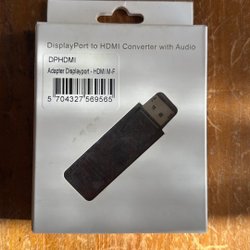 DisplayPort to HDMI Converter with Audio
DPHDMI
Adapter Displayport - HDMI M-F
5 704327 569565